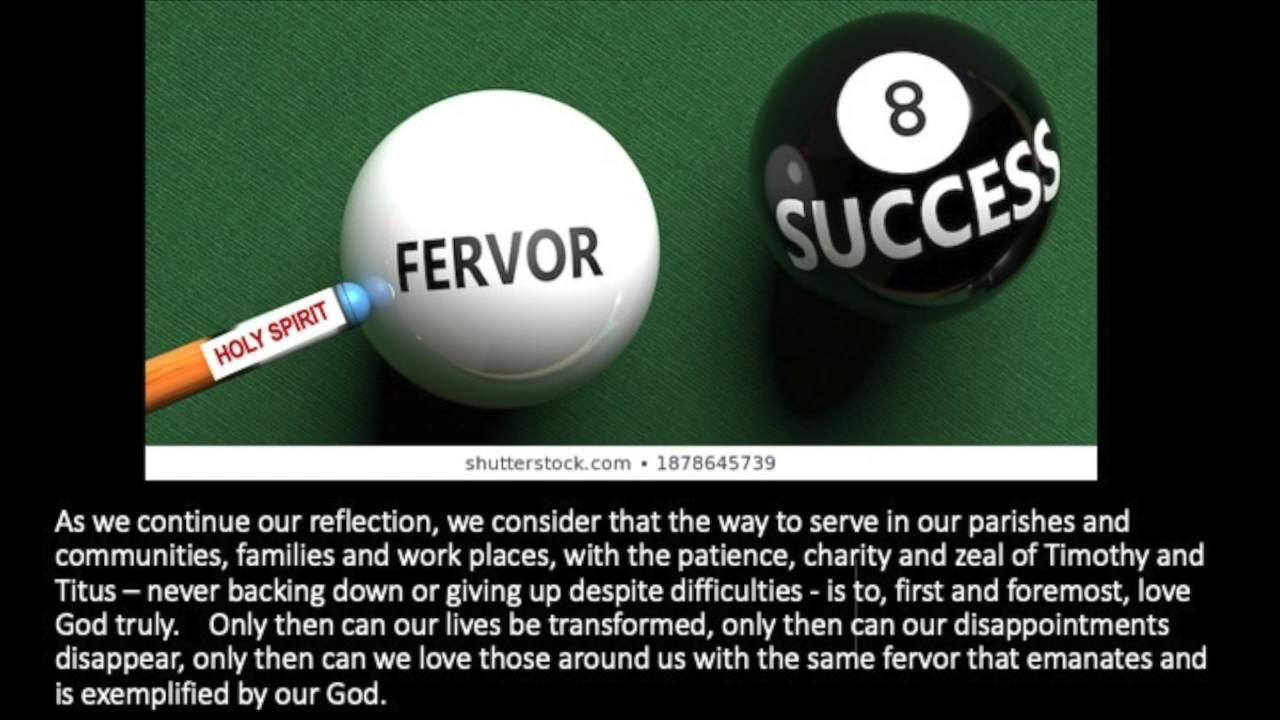 8
SUCCESS
FERVOR
HOLY SPIRIT
shutterstock.com • 1878645739
As we continue our reflection, we consider that the way to serve in our parishes and
communities, families and work places, with the patience, charity and zeal of Timothy and
Titus – never backing down or giving up despite difficulties - is to, first and foremost, love
God truly.    Only then can our lives be transformed, only then can our disappointments
disappear, only then can we love those around us with the same fervor that emanates and
is exemplified by our God.